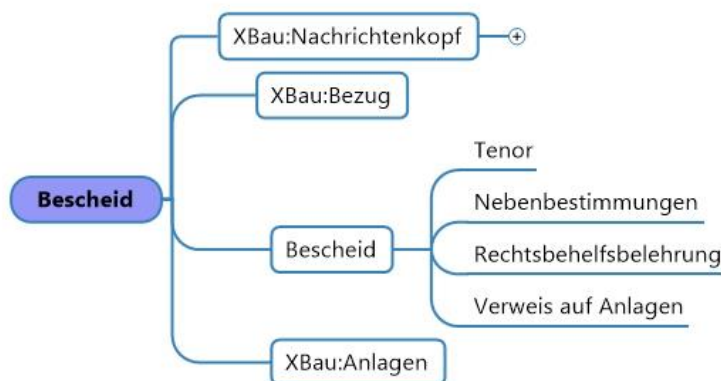 XBau:Nachrichtenkopf
XBau:Bezug
Bescheid
Bescheid
Tenor
Nebenbestimmungen
Rechtsbehelfsbelehrung
Verweis auf Anlagen
XBau:Anlagen